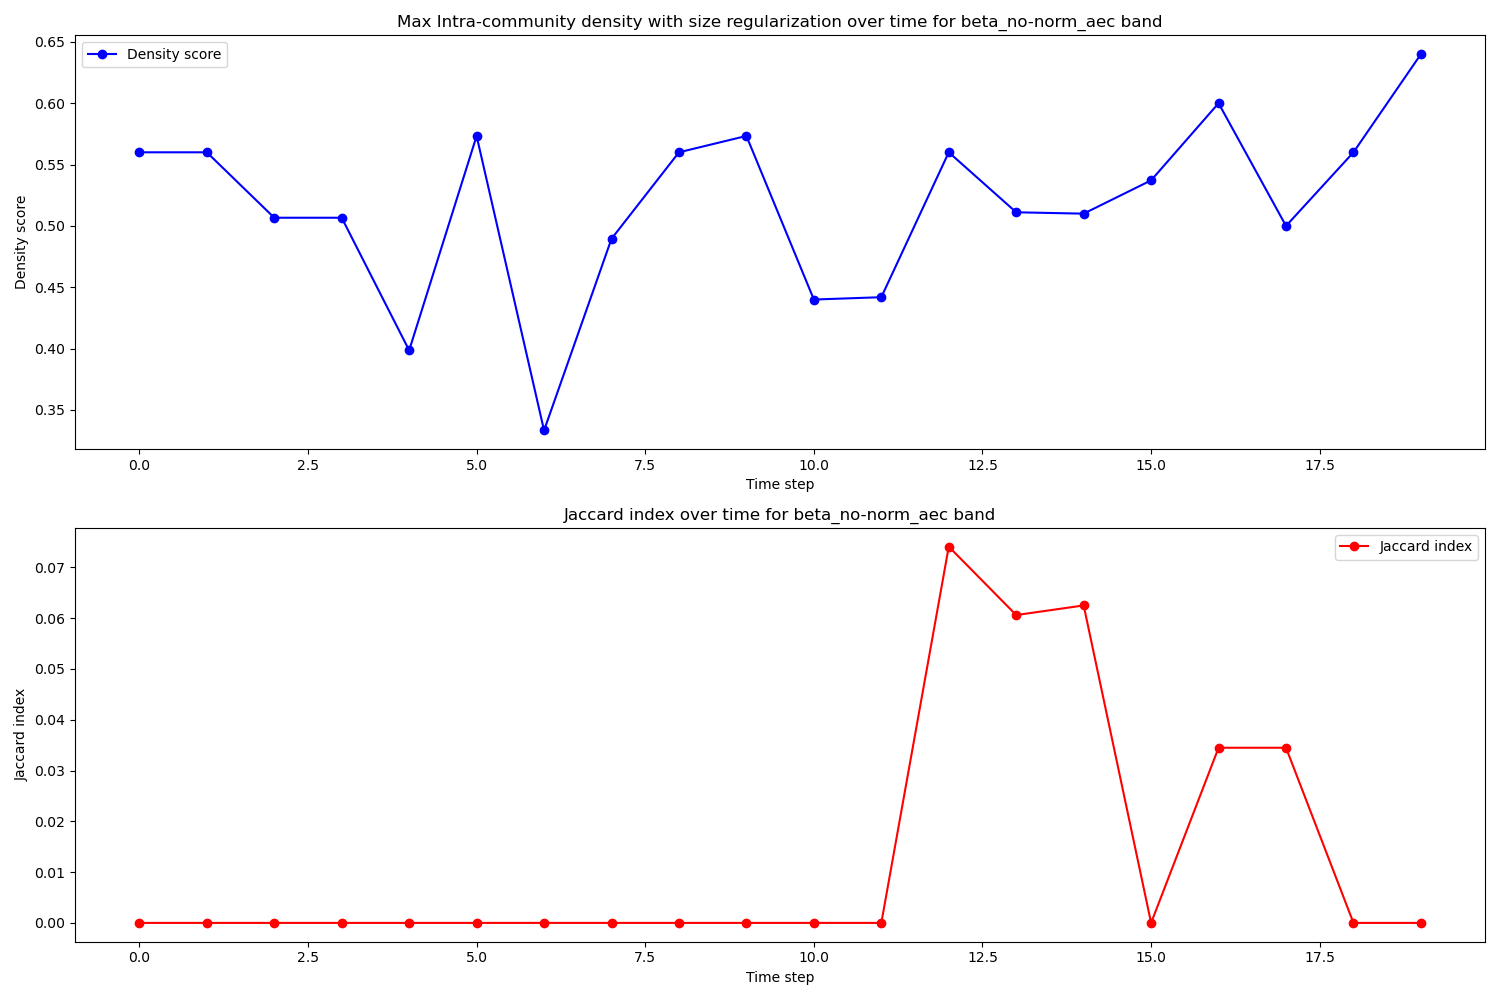 Max Intra-community density with size regularization over time for beta_no-norm_aec band
Density score
Density score
0.65
0.60
0.55
0.50
0.45
0.40
0.35
0.0 2.5 5.0 7.5 10.0 12.5 15.0 17.5
Time step
Jaccard index over time for beta_no-norm_aec band
Jaccard index
Jaccard index
0.07
0.06
0.05
0.04
0.03
0.02
0.01
0.00
0.0 2.5 5.0 7.5 10.0 12.5 15.0 17.5
Time step